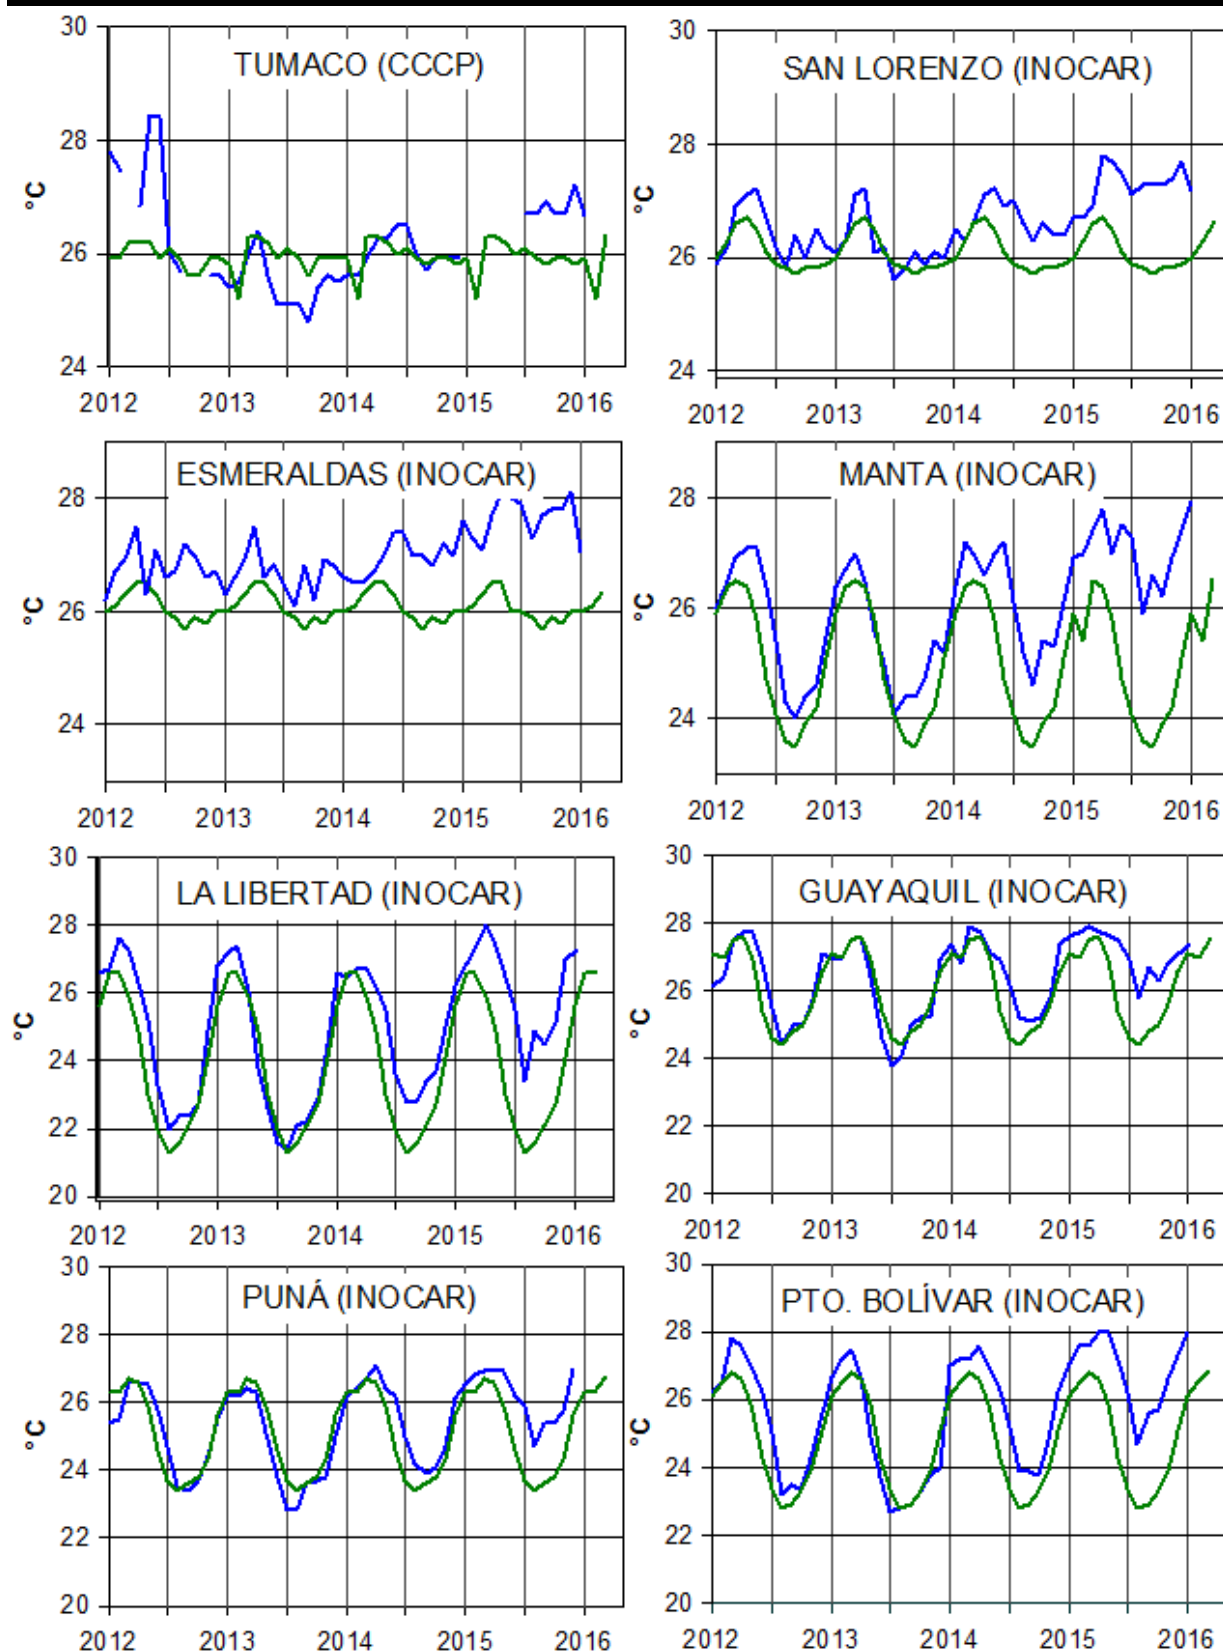 30
TUMACO (CCCP)
28
°C
26
24
2012 2013 2014 2015 2016
30
SAN LORENZO (INOCAR)
28
°C
26
24
2012 2013 2014 2015 2016
ESMERALDAS (INOCAR)
28
°C
26
24
2012 2013 2014 2015 2016
MANTA (INOCAR)
28
°C
26
24
2012 2013 2014 2015 2016
30
LA LIBERTAD (INOCAR)
28
26
°C
24
22
20
2012 2013 2014 2015 2016
30
GUAYAQUIL (INOCAR)
28
26
°C
24
22
20
2012 2013 2014 2015 2016
30
PUNÁ (INOCAR)
28
26
°C
24
22
20
2012 2013 2014 2015 2016
30
PTO. BOLÍVAR (INOCAR)
28
26
°C
24
22
20
2012 2013 2014 2015 2016